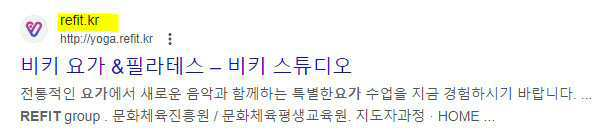 refit.kr
http://yoga.refit.kr
비키 요가 &필라테스 – 비키 스튜디오
전통적인 요가에서 새로운 음악과 함께하는 특별한요가 수업을 지금 경험하시기 바랍니다. ...
REFIT group . 문화체육진흥원 / 문화체육평생교육원. 지도자과정 · HOME ...